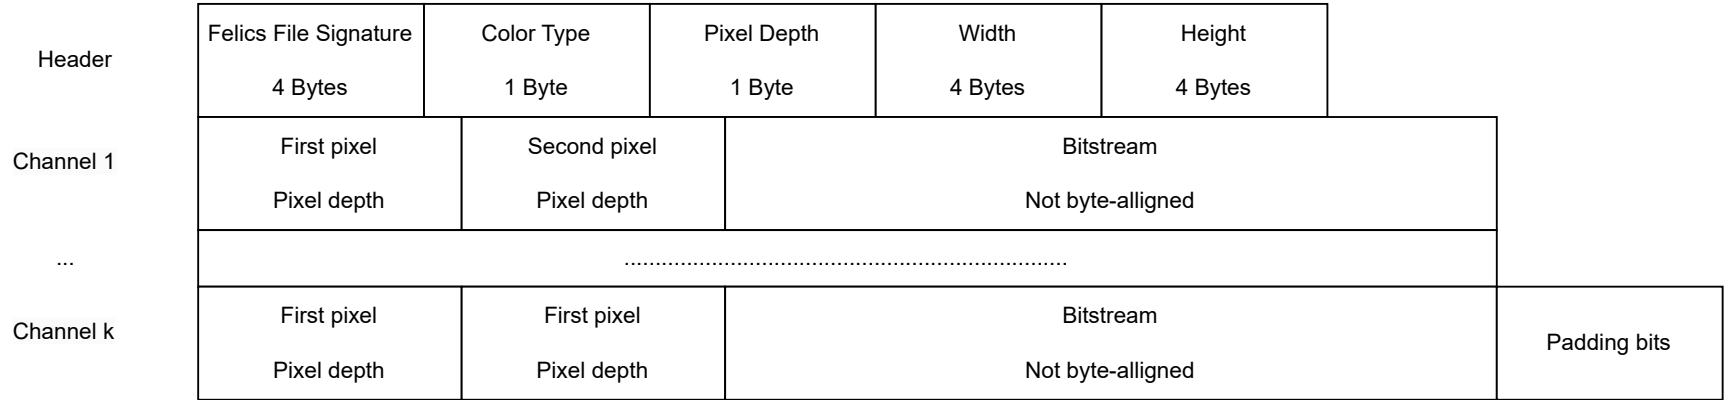 Header
Felics File Signature
4 Bytes
Color Type
1 Byte
Pixel Depth
1 Byte
Width
4 Bytes
Height
4 Bytes
Channel 1
First pixel
Pixel depth
Second pixel
Pixel depth
Bitstream
Not byte-alligned
...
.......................................................................
Channel k
First pixel
Pixel depth
First pixel
Pixel depth
Bitstream
Not byte-alligned
Padding bits